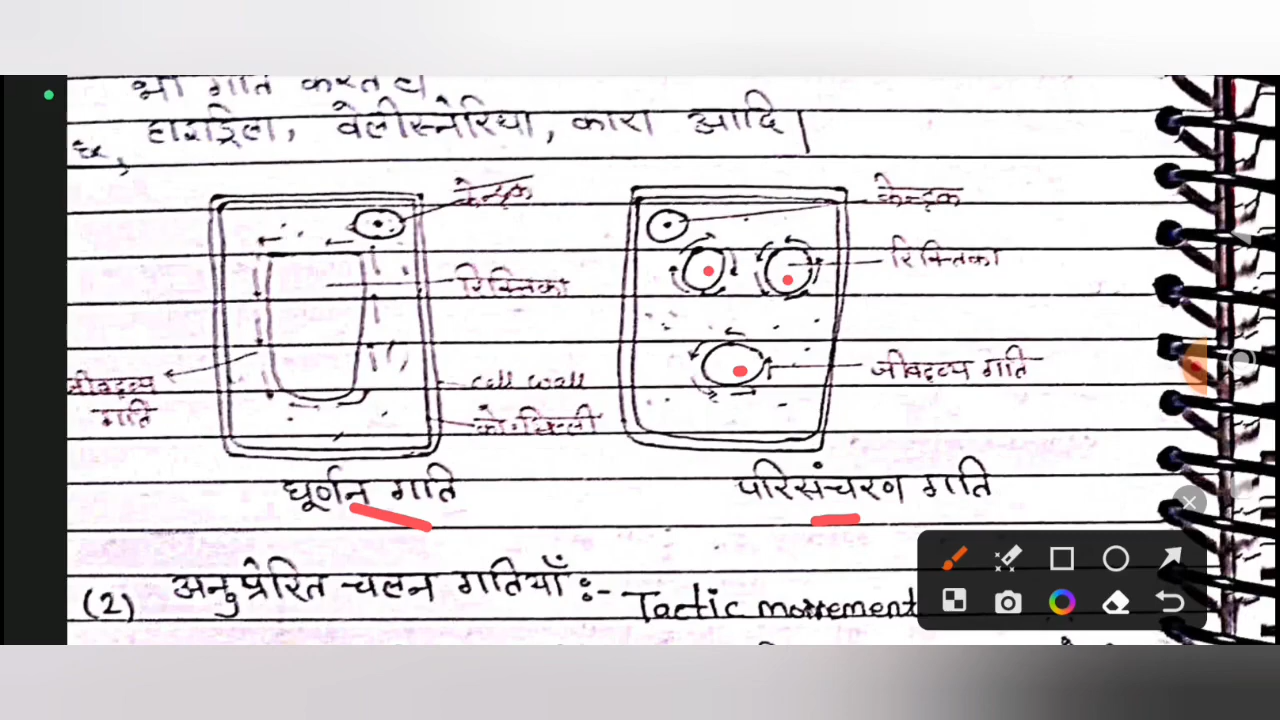 भी गति करते है
Ex, हाइड्रिला, वेलीस्नेरिया, कारा आदि |
केन्द्रक
केन्द्रक
रिक्तिका
रिक्तिका
जीवद्रव्य गति
जीवद्रव्य गति
cell wall
को॰झिल्ली
घूर्णन गति
परिसंचरण गति
(2) अनुप्रेरित चलन गतियाँ :- Tactic movement